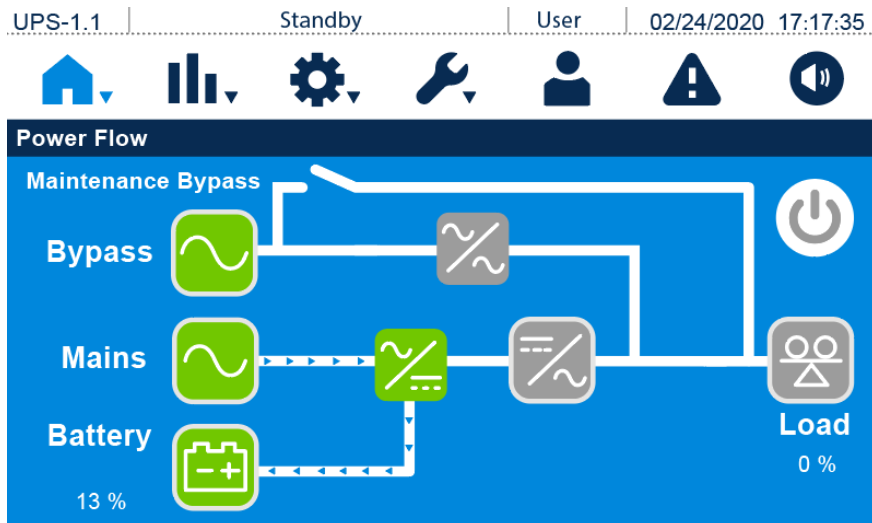 UPS-1.1 Standby User 02/24/2020 17:17:35
Power Flow
Maintenance Bypass
Bypass
Mains
Battery
Load
0 %
13 %